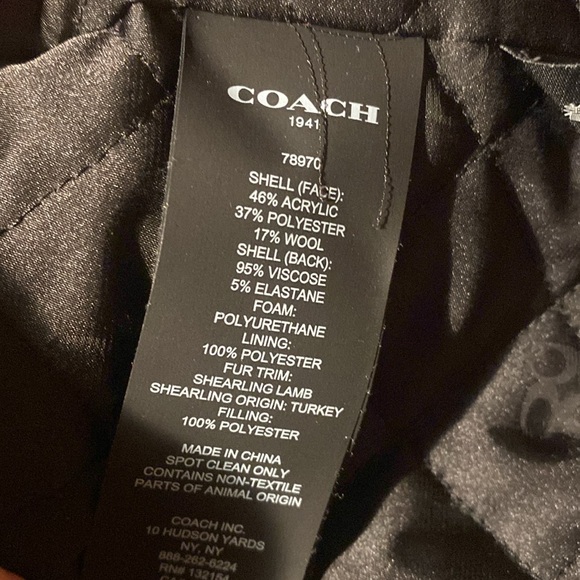 COACH
1941
78970
SHELL (FACE):
46% ACRYLIC
37% POLYESTER
17% WOOL
SHELL (BACK):
95% VISCOSE
5% ELASTANE
FOAM:
POLYURETHANE
LINING:
100% POLYESTER
FUR TRIM:
SHEARLING LAMB
SHEARLING ORIGIN: TURKEY
FILLING:
100% POLYESTER
MADE IN CHINA
SPOT CLEAN ONLY
CONTAINS NON-TEXTILE
PARTS OF ANIMAL ORIGIN
COACH INC.
10 HUDSON YARDS
NY, NY
888-262-6224
RN# 132154